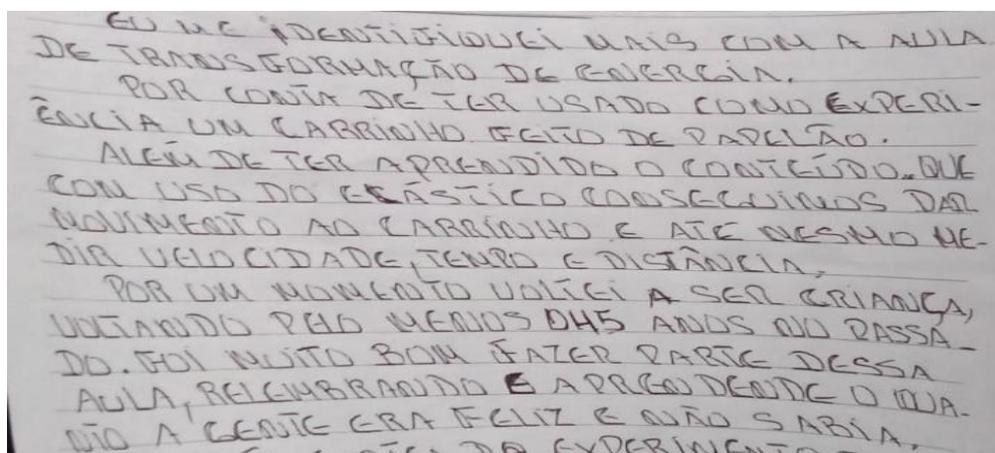 EU ME IDENTIFIQUEI MAIS COM A AULA
DE TRANSFORMAÇÃO DE ENERGIA.
POR CONTA DE TER USADO COMO EXPERI-
ÊNCIA UM CARRINHO FEITO DE PAPELÃO.
ALÉM DE TER APRENDIDO O CONTEÚDO. QUE
COM USO DO ELÁSTICO CONSEGUIMOS DAR
MOVIMENTO AO CARRINHO E ATÉ MESMO ME-
DIR VELOCIDADE, TEMPO E DISTÂNCIA.
POR UM MOMENTO VOLTEI A SER CRIANÇA,
VOLTANDO PELO MENOS 45 ANOS NO PASSA-
DO. FOI MUITO BOM FAZER PARTE DESSA
AULA, RELEMBRANDO E APRENDENDE O QUA-
NTO A GENTE ERA FELIZ E NÃO SABIA.
DO EXPERIMENTO